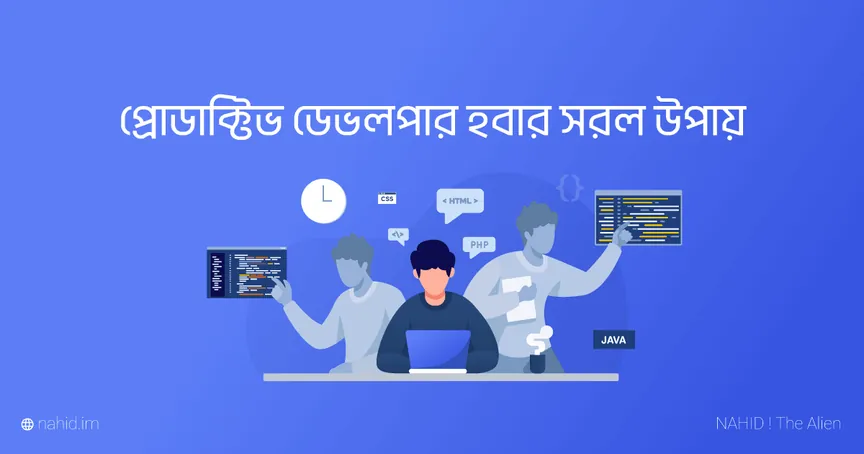 প্রোডাক্টিভ ডেভলপার হবার সরল উপায়
CSS
< HTML >
<\>
PHP
{}
JAVA
nahid.im
NAHID ! The Alien